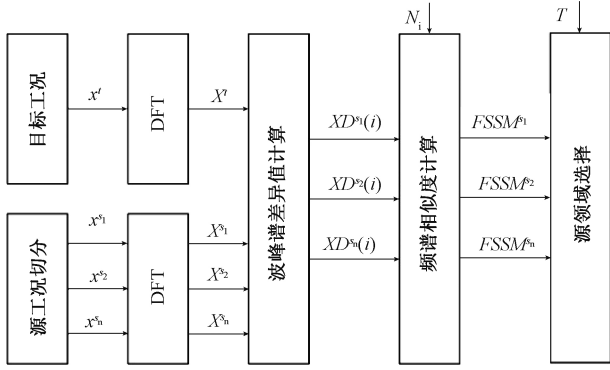 N_i
T
目标工况
x^t
DFT
X^t
波峰谱差异值计算
XD^{s_1}(i)
XD^{s_2}(i)
XD^{s_n}(i)
频谱相似度计算
FSSM^{s_1}
FSSM^{s_2}
FSSM^{s_n}
源领域选择
源工况切分
x^{s_1}
x^{s_2}
x^{s_n}
DFT
X^{s_1}
X^{s_2}
X^{s_n}